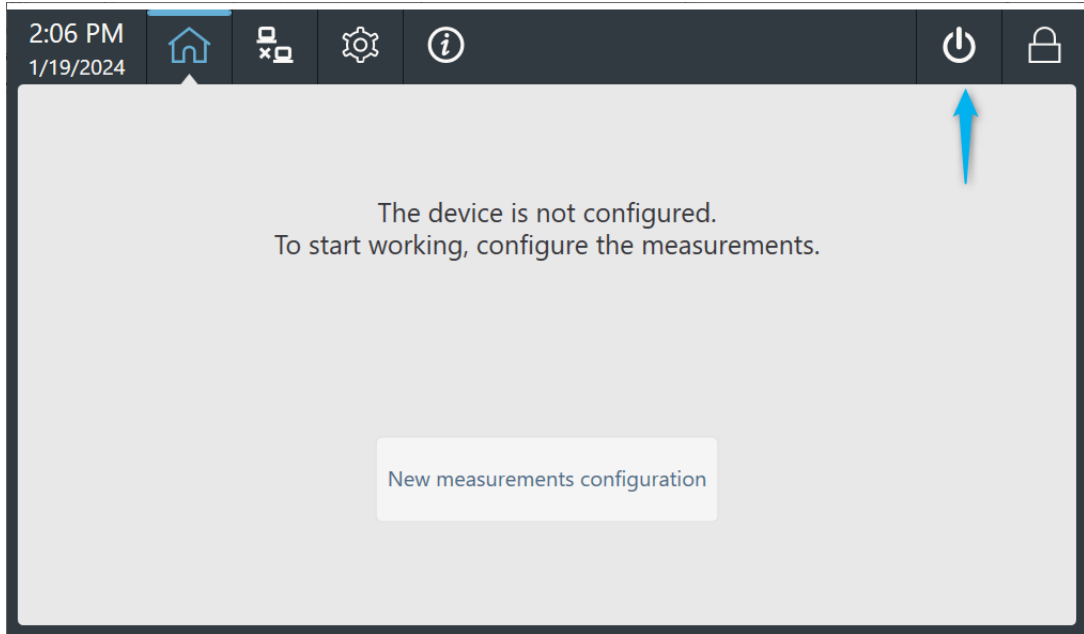 2:06 PM
1/19/2024
The device is not configured.
To start working, configure the measurements.
New measurements configuration